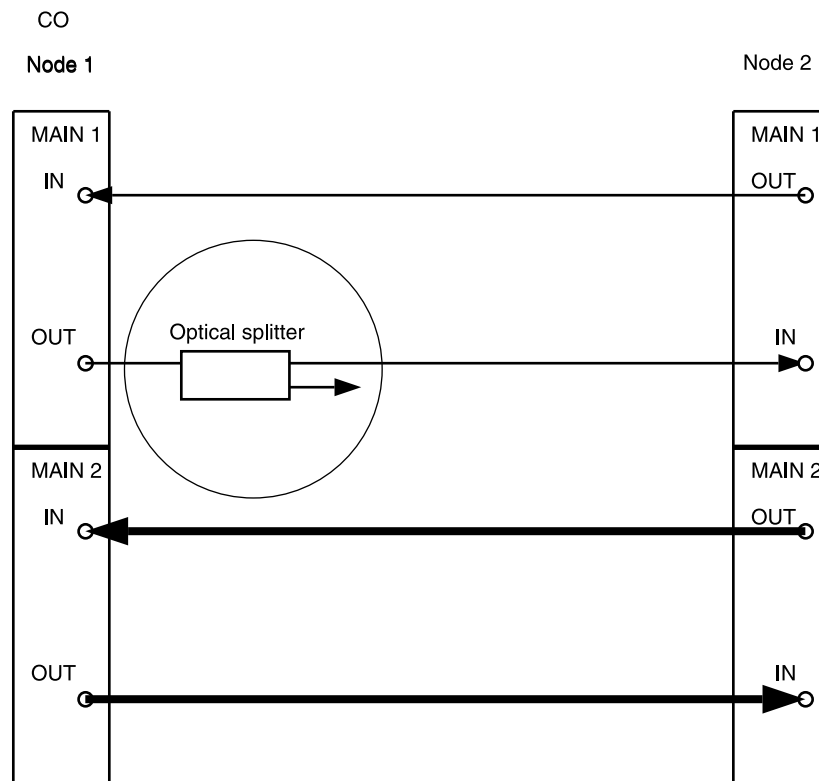 CO
Node 1
Node 2
MAIN 1
MAIN 1
IN
OUT
Optical splitter
OUT
IN
MAIN 2
MAIN 2
IN
OUT
OUT
IN